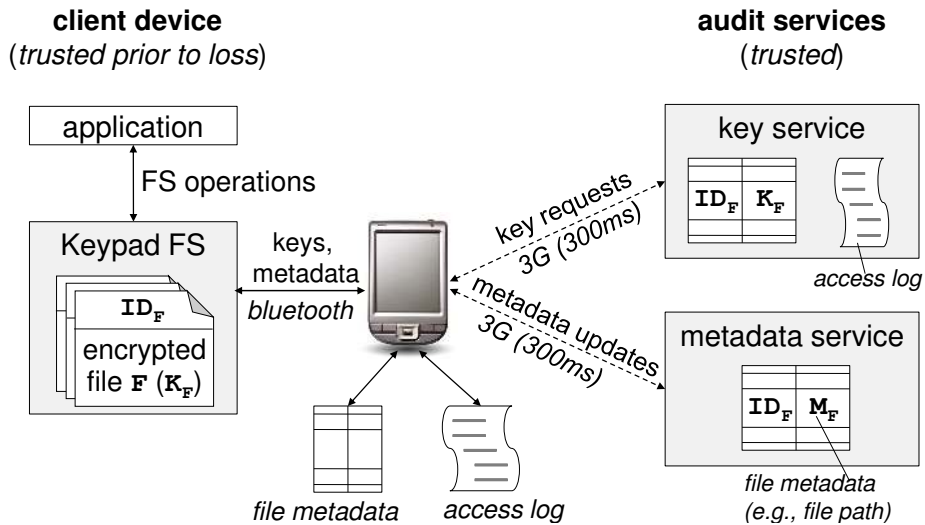 client device
(trusted prior to loss)
audit services
(trusted)
application
FS operations
Keypad FS
ID_F
encrypted
file F (K_F)
keys,
metadata
bluetooth
file metadata
access log
key requests
3G (300ms)
metadata updates
3G (300ms)
key service
ID_F K_F
access log
metadata service
ID_F M_F
file metadata
(e.g., file path)